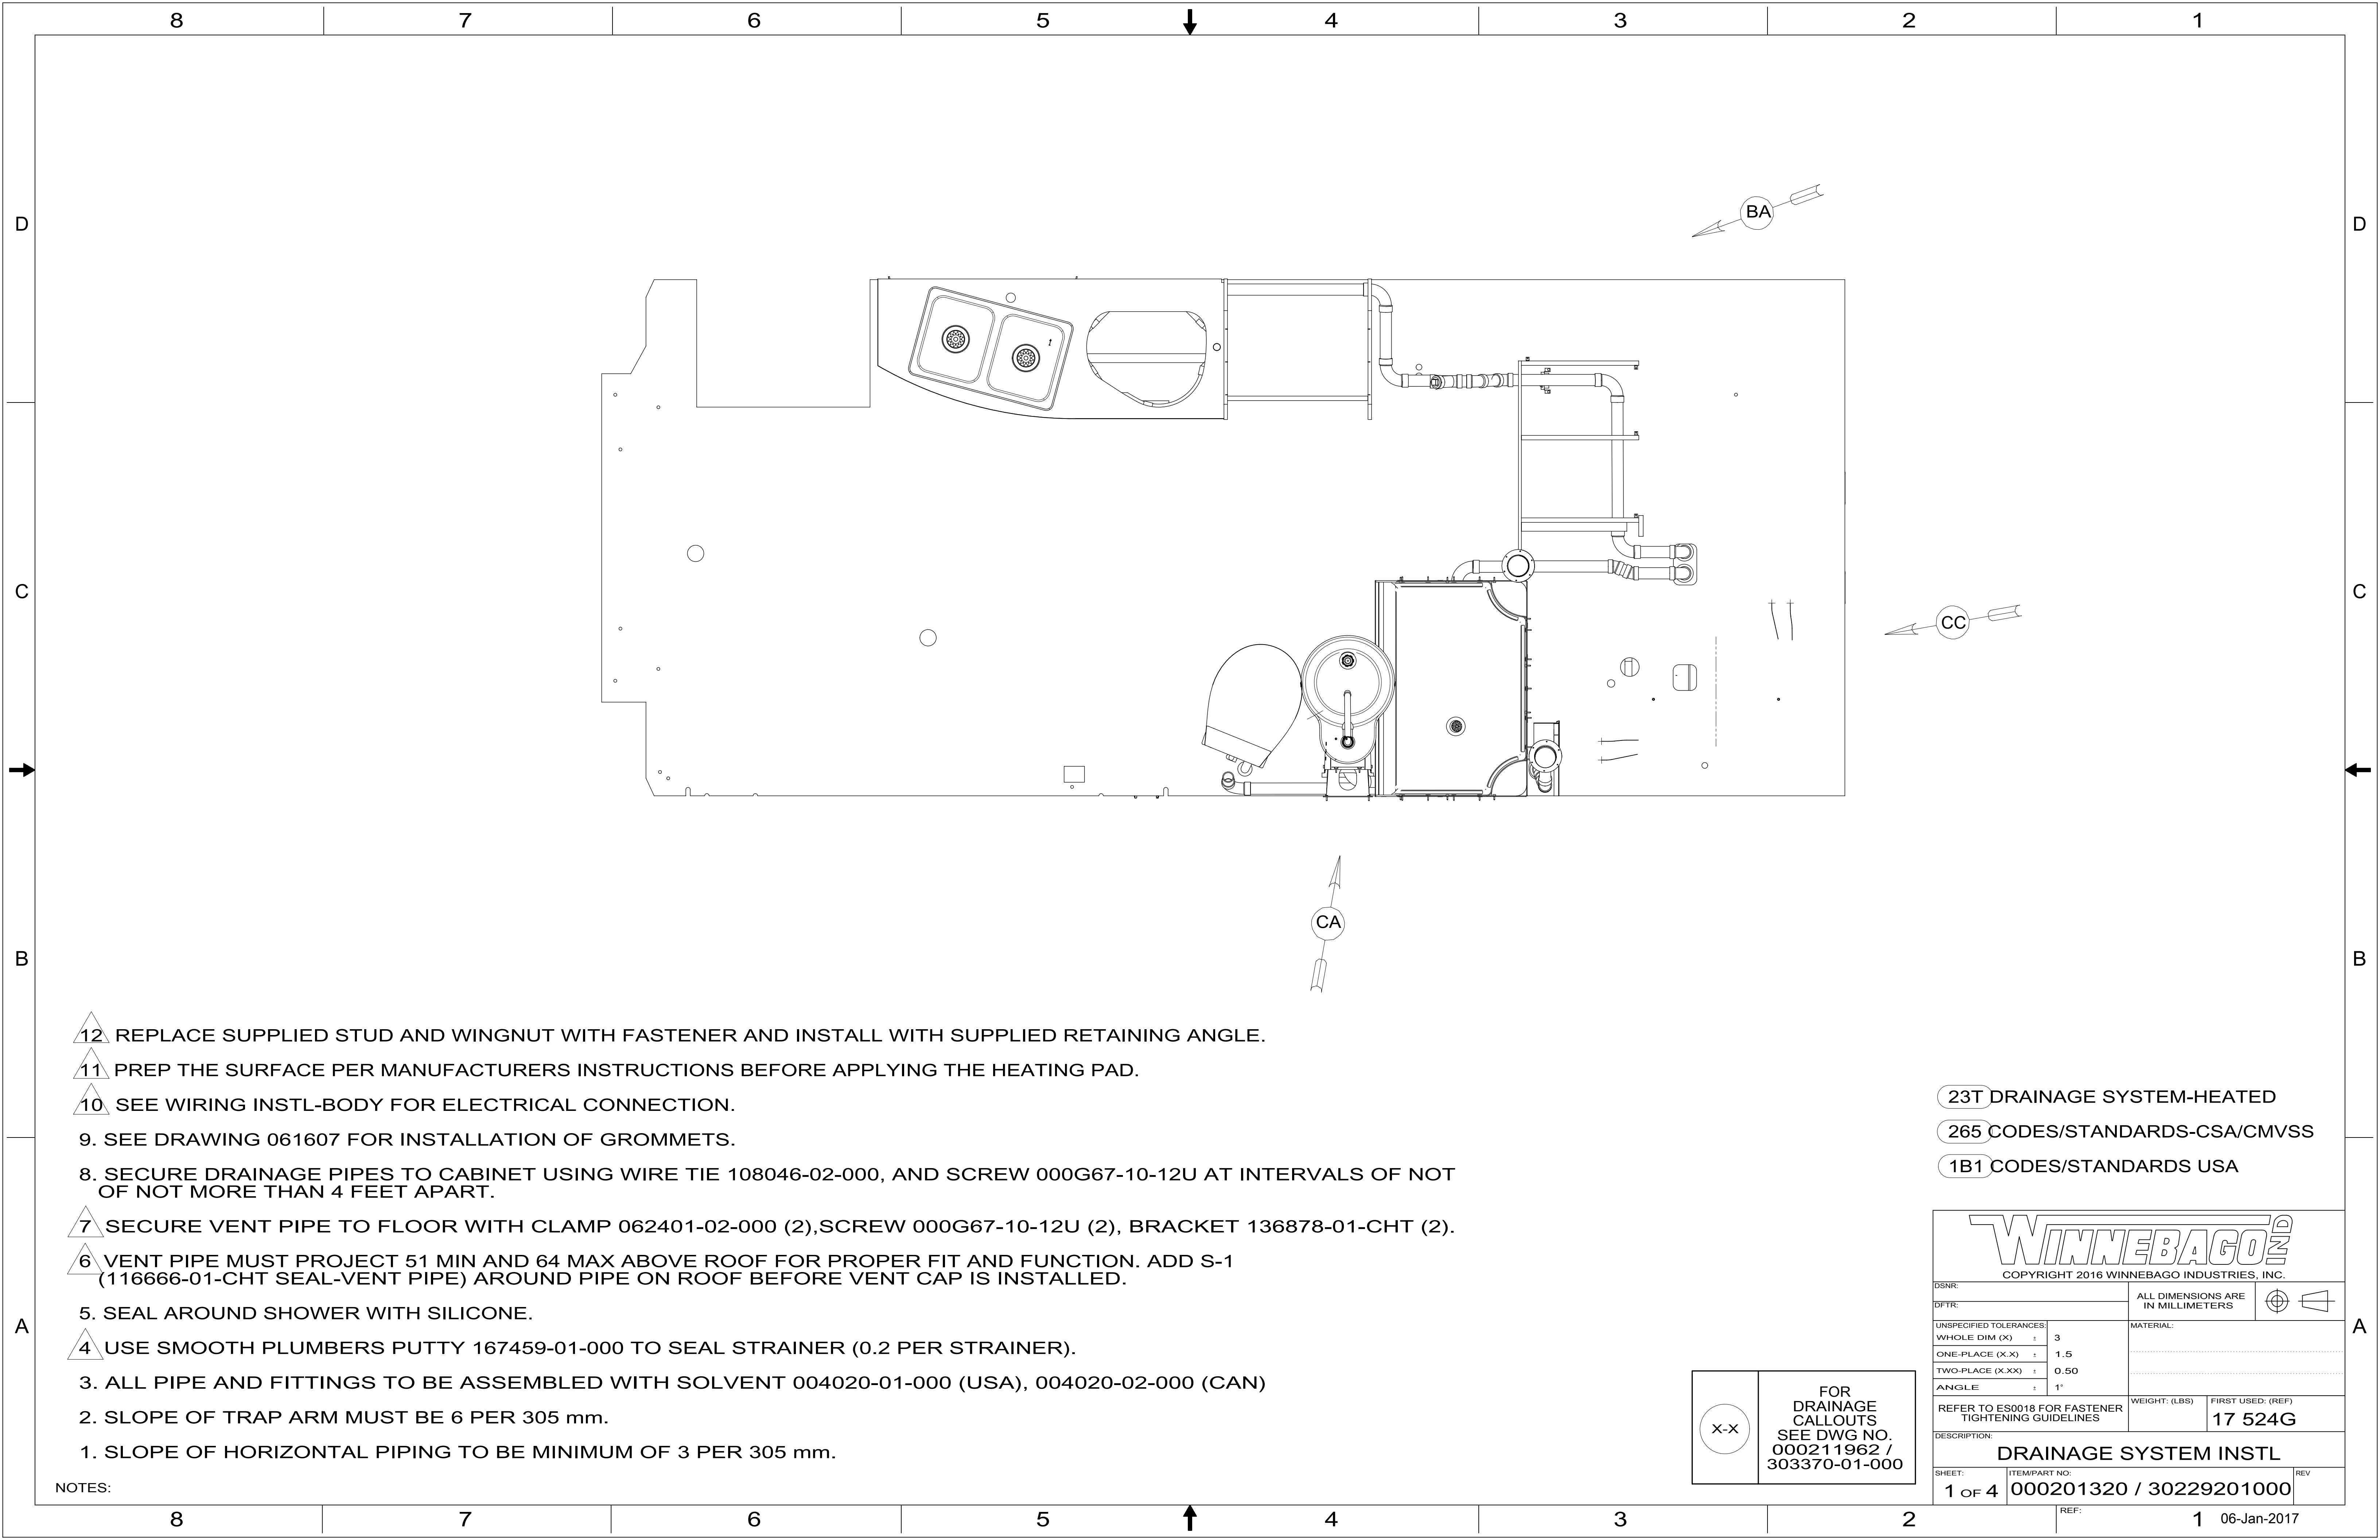 8 7 6 5 4 3 2 1
D D
BA
C C
CC
CA
B B
12 REPLACE SUPPLIED STUD AND WINGNUT WITH FASTENER AND INSTALL WITH SUPPLIED RETAINING ANGLE.
11 PREP THE SURFACE PER MANUFACTURERS INSTRUCTIONS BEFORE APPLYING THE HEATING PAD.
10 SEE WIRING INSTL-BODY FOR ELECTRICAL CONNECTION.
9. SEE DRAWING 061607 FOR INSTALLATION OF GROMMETS.
8. SECURE DRAINAGE PIPES TO CABINET USING WIRE TIE 108046-02-000, AND SCREW 000G67-10-12U AT INTERVALS OF NOT
OF NOT MORE THAN 4 FEET APART.
7 SECURE VENT PIPE TO FLOOR WITH CLAMP 062401-02-000 (2),SCREW 000G67-10-12U (2), BRACKET 136878-01-CHT (2).
6 VENT PIPE MUST PROJECT 51 MIN AND 64 MAX ABOVE ROOF FOR PROPER FIT AND FUNCTION. ADD S-1
(116666-01-CHT SEAL-VENT PIPE) AROUND PIPE ON ROOF BEFORE VENT CAP IS INSTALLED.
5. SEAL AROUND SHOWER WITH SILICONE.
4 USE SMOOTH PLUMBERS PUTTY 167459-01-000 TO SEAL STRAINER (0.2 PER STRAINER).
3. ALL PIPE AND FITTINGS TO BE ASSEMBLED WITH SOLVENT 004020-01-000 (USA), 004020-02-000 (CAN)
2. SLOPE OF TRAP ARM MUST BE 6 PER 305 mm.
1. SLOPE OF HORIZONTAL PIPING TO BE MINIMUM OF 3 PER 305 mm.
NOTES:
23T DRAINAGE SYSTEM-HEATED
265 CODES/STANDARDS-CSA/CMVSS
1B1 CODES/STANDARDS USA
A A
X-X
FOR
DRAINAGE
CALLOUTS
SEE DWG NO.
000211962 /
303370-01-000
WINNEBAGO IND
COPYRIGHT 2016 WINNEBAGO INDUSTRIES, INC.
DSNR:
DFTR:
ALL DIMENSIONS ARE
IN MILLIMETERS
UNSPECIFIED TOLERANCES:
WHOLE DIM (X) ± 3
ONE-PLACE (X.X) ± 1.5
TWO-PLACE (X.XX) ± 0.50
ANGLE ± 1°
MATERIAL:
REFER TO ES0018 FOR FASTENER
TIGHTENING GUIDELINES
WEIGHT: (LBS)
FIRST USED: (REF)
17 524G
DESCRIPTION:
DRAINAGE SYSTEM INSTL
SHEET:
1 OF 4
ITEM/PART NO:
000201320 / 30229201000
REV
REF:
8 7 6 5 4 3 2 1
06-Jan-2017